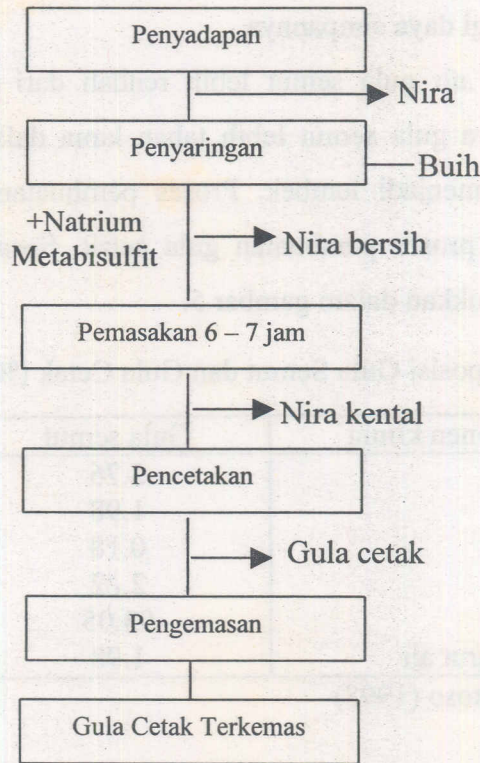 Penyadapan
Nira
Penyaringan
Buih
+Natrium
Metabisulfit
Nira bersih
Pemasakan 6 – 7 jam
Nira kental
Pencetakan
Gula cetak
Pengemasan
Gula Cetak Terkemas